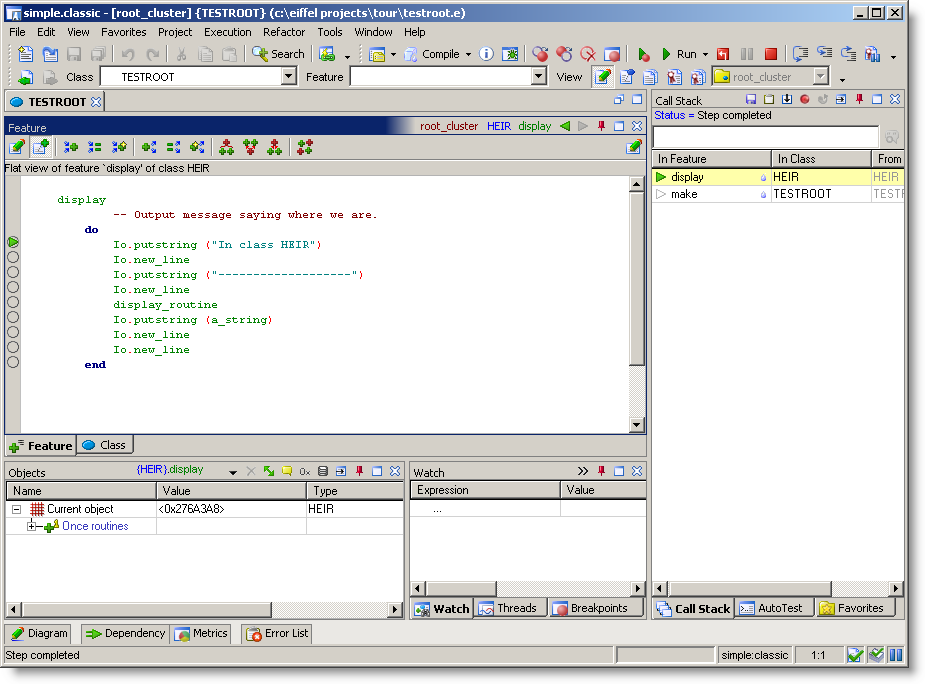 simple.classic - [root_cluster] {TESTROOT} (c:\eiffel projects\tour\testroot.e)
File Edit View Favorites Project Execution Refactor Tools Window Help
Search Compile Run
Class TESTROOT Feature View root_cluster
TESTROOT
Feature root_cluster HEIR display
Flat view of feature `display' of class HEIR
display
-- Output message saying where we are.
do
Io.putstring ("In class HEIR")
Io.new_line
Io.putstring ("-------------------")
Io.new_line
display_routine
Io.putstring (a_string)
Io.new_line
Io.new_line
end
Feature Class
Call Stack
Status = Step completed
In Feature In Class From
display HEIR HEIR
make TESTROOT TEST
Objects {HEIR}.display
Name Value Type
Current object <0x276A3A8> HEIR
Once routines
Watch
Expression Value
...
Watch Threads Breakpoints
Call Stack AutoTest Favorites
Diagram Dependency Metrics Error List
Step completed simple:classic 1:1